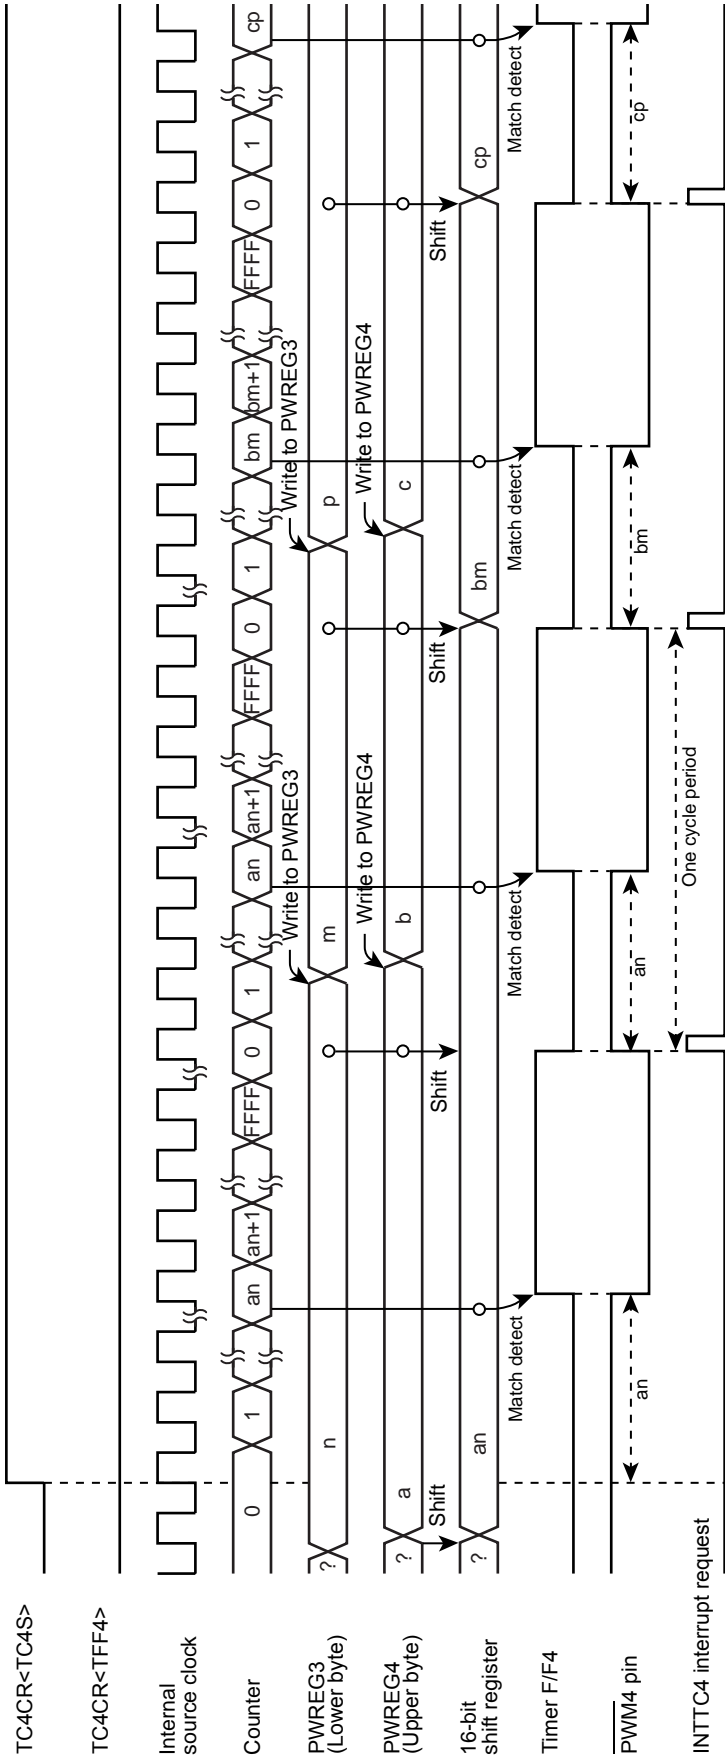 TC4CR<TC4S>
TC4CR<TFF4>
Internal
source clock
Counter 0 1 an an+1 FFFF 0 1 an an+1 FFFF 0 1 bm bm+1 FFFF 0 1 cp
Write to PWREG3 Write to PWREG3
PWREG3
(Lower byte) ? n m p
Write to PWREG4 Write to PWREG4
PWREG4
(Upper byte) ? a b c
Shift Shift Shift Shift
16-bit
shift register ? an bm cp
Match detect Match detect Match detect Match detect
Timer F/F4
PWM4 pin an an bm cp
One cycle period
INTTC4 interrupt request